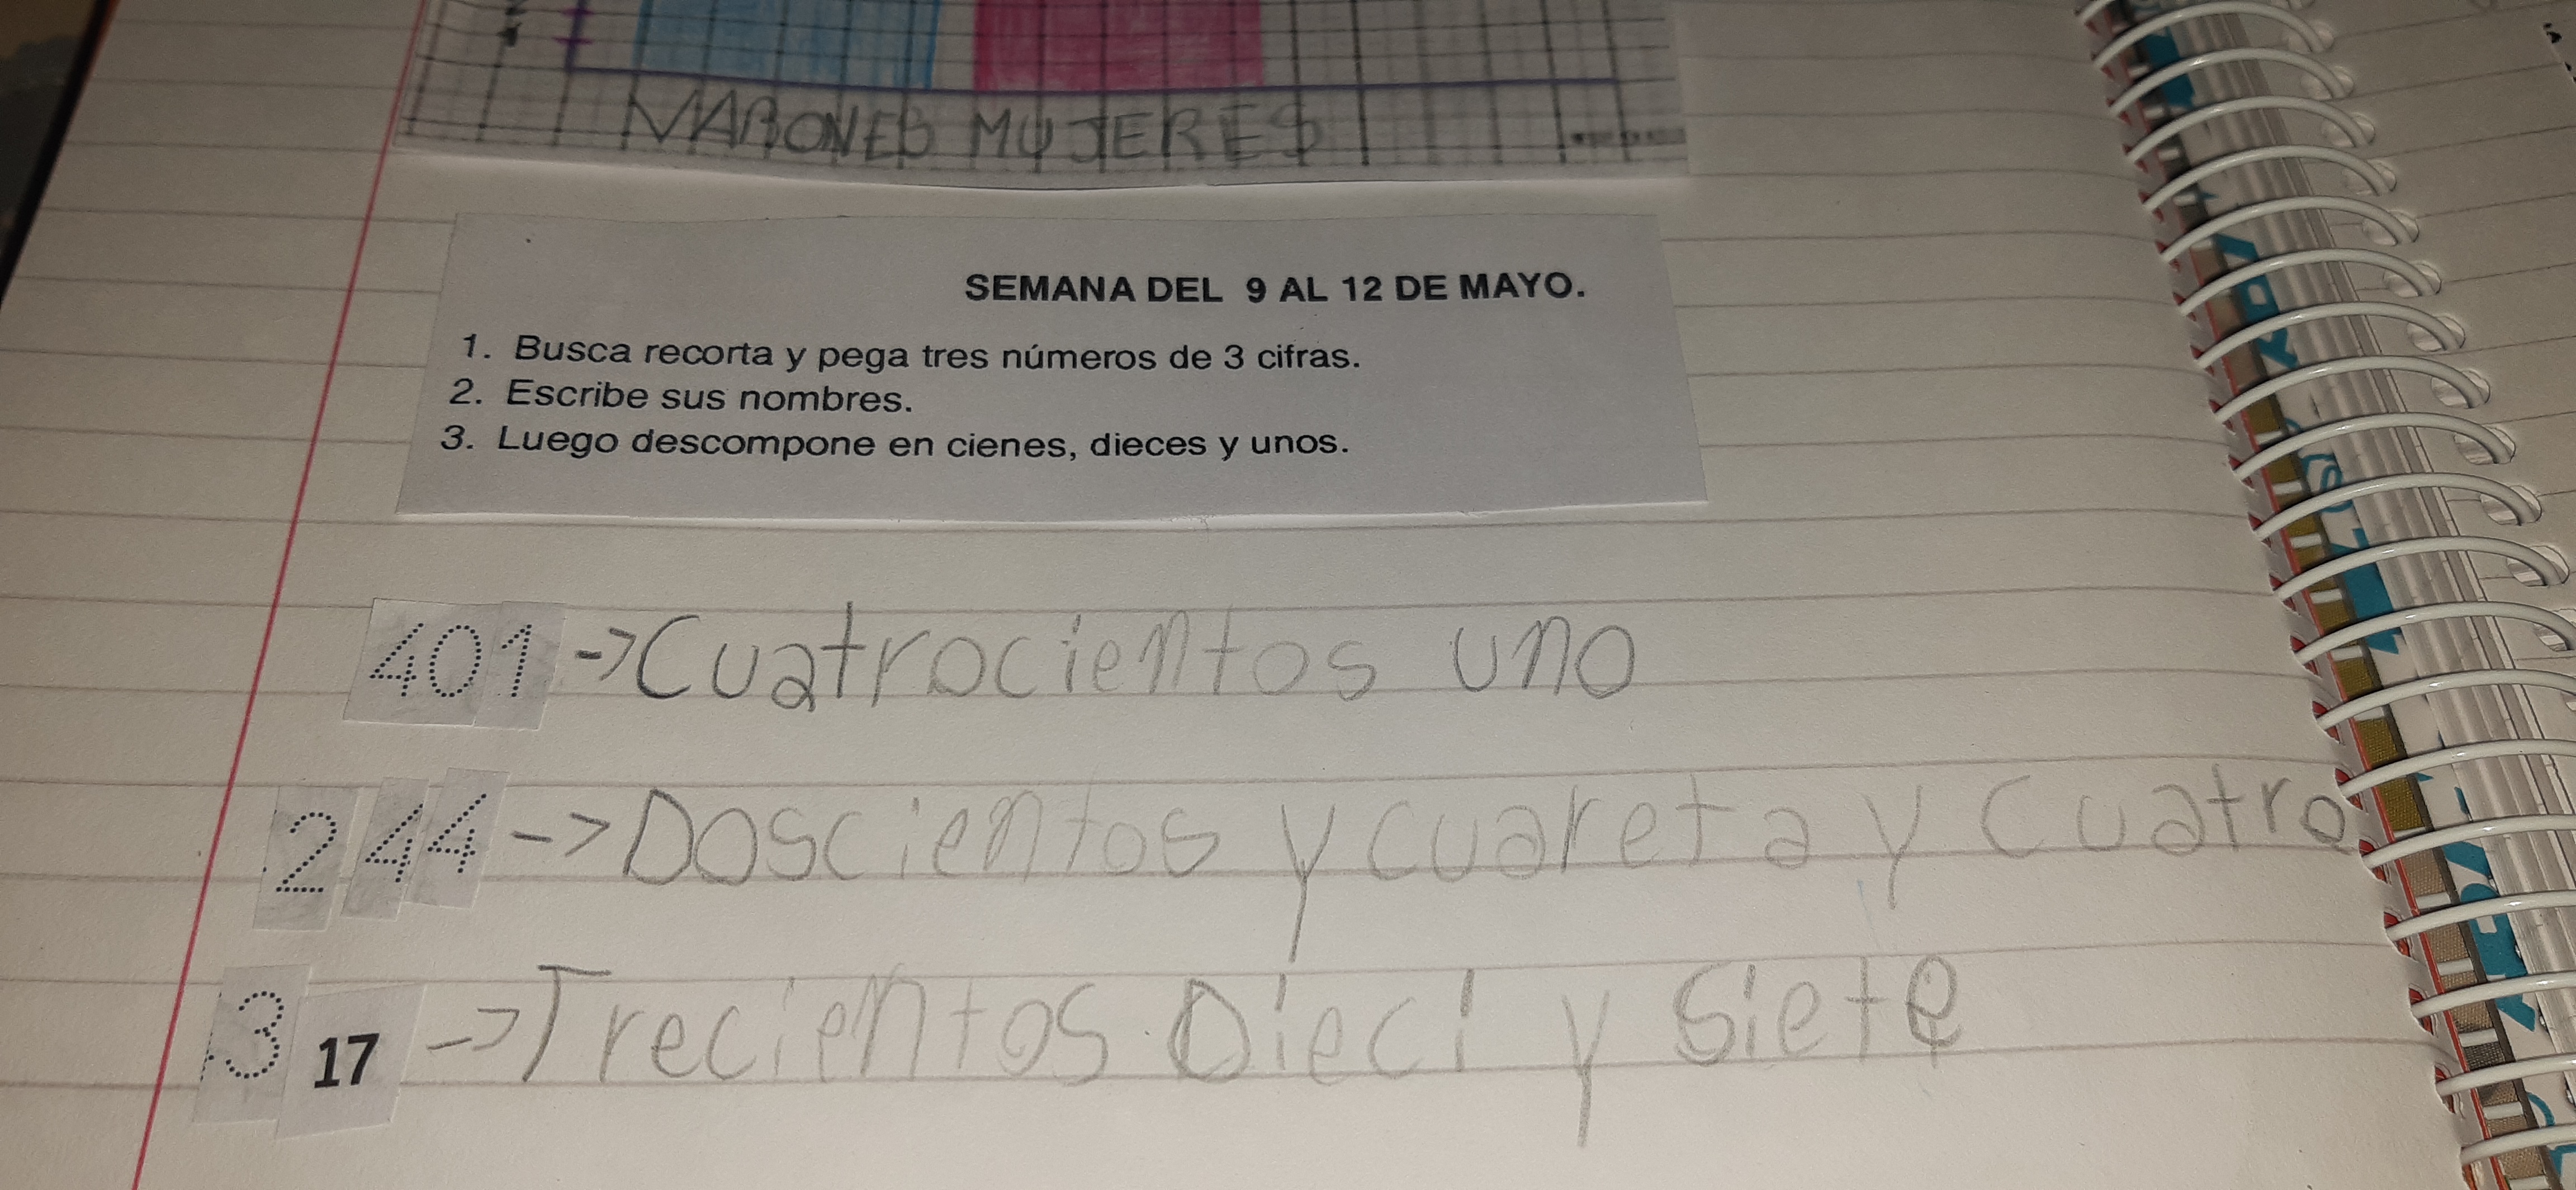 VARONES MUJERES
SEMANA DEL 9 AL 12 DE MAYO.
1. Busca recorta y pega tres números de 3 cifras.
2. Escribe sus nombres.
3. Luego descompone en cienes, dieces y unos.
401 -> Cuatrocientos uno
244 -> Doscientos y cuareta y cuatro
317 -> Trecientos Dieci y siete